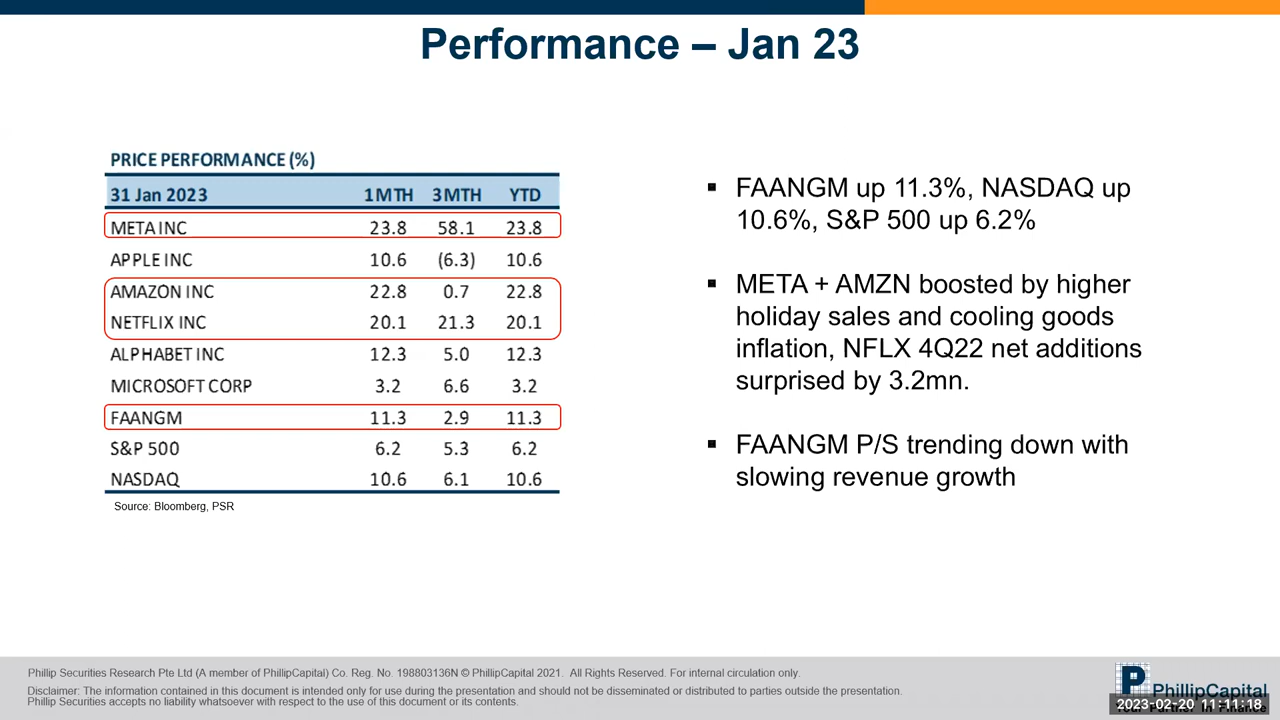 Performance – Jan 23
PRICE PERFORMANCE (%)
31 Jan 2023 1MTH 3MTH YTD
META INC 23.8 58.1 23.8
APPLE INC 10.6 (6.3) 10.6
AMAZON INC 22.8 0.7 22.8
NETFLIX INC 20.1 21.3 20.1
ALPHABET INC 12.3 5.0 12.3
MICROSOFT CORP 3.2 6.6 3.2
FAANGM 11.3 2.9 11.3
S&P 500 6.2 5.3 6.2
NASDAQ 10.6 6.1 10.6
Source: Bloomberg, PSR
▪ FAANGM up 11.3%, NASDAQ up
10.6%, S&P 500 up 6.2%
▪ META + AMZN boosted by higher
holiday sales and cooling goods
inflation, NFLX 4Q22 net additions
surprised by 3.2mn.
▪ FAANGM P/S trending down with
slowing revenue growth
Phillip Securities Research Pte Ltd (A member of PhillipCapital) Co. Reg. No. 198803136N © PhillipCapital 2021. All Rights Reserved. For internal circulation only.
Disclaimer: The information contained in this document is intended only for use during the presentation and should not be disseminated or distributed to parties outside the presentation.
Phillip Securities accepts no liability whatsoever with respect to the use of this document or its contents.
PhillipCapital
Your Partner In Finance
2023-02-20 11:11:18